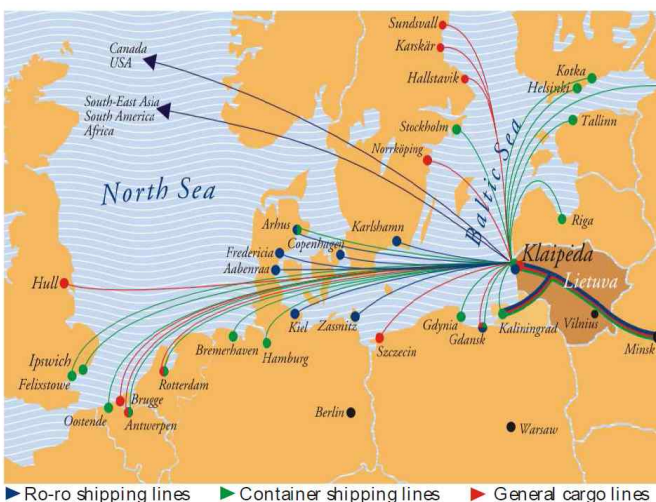 Sundsvall
Karskär
Hallstavik
Canada
USA
South-East Asia
South America
Africa
Kotka
Helsinki
Tallinn
Stockholm
Norrköping
Baltic Sea
North Sea
Riga
Arhus
Karlshamn
Copenhagen
Fredericia
Aabenraa
Klaipėda
Lietuva
Hull
Kiel
Zassnitz
Gdynia
Gdansk
Kaliningrad
Vilnius
Minsk
Bremerhaven
Hamburg
Szczecin
Ipswich
Felixstowe
Rotterdam
Brugge
Oostende
Antwerpen
Berlin
Warsaw
Ro-ro shipping lines
Container shipping lines
General cargo lines